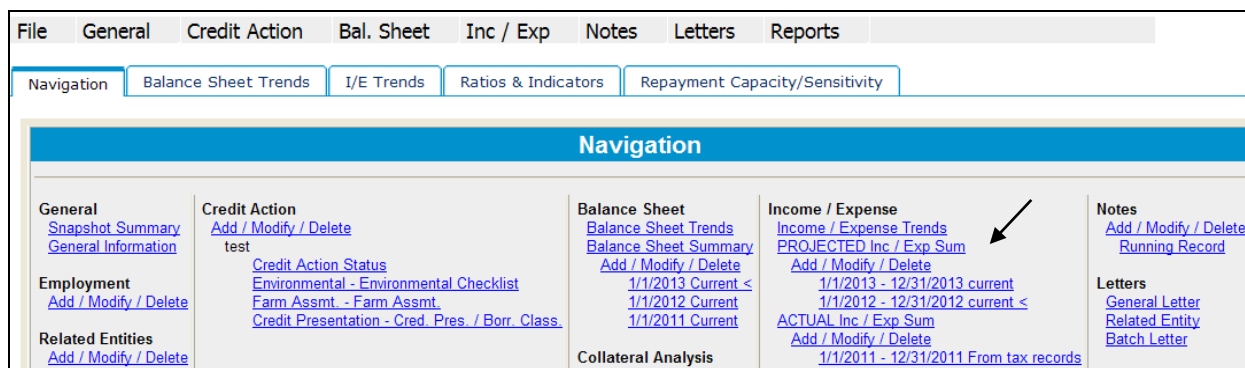 File General Credit Action Bal. Sheet Inc / Exp Notes Letters Reports
Navigation Balance Sheet Trends I/E Trends Ratios & Indicators Repayment Capacity/Sensitivity
Navigation
General
Snapshot Summary
General Information
Employment
Add / Modify / Delete
Related Entities
Add / Modify / Delete
Credit Action
Add / Modify / Delete
test
Credit Action Status
Environmental - Environmental Checklist
Farm Assmt. - Farm Assmt.
Credit Presentation - Cred. Pres. / Borr. Class.
Balance Sheet
Balance Sheet Trends
Balance Sheet Summary
Add / Modify / Delete
1/1/2013 Current <
1/1/2012 Current
1/1/2011 Current
Collateral Analysis
Income / Expense
Income / Expense Trends
PROJECTED Inc / Exp Sum
Add / Modify / Delete
1/1/2013 - 12/31/2013 current
1/1/2012 - 12/31/2012 current <
ACTUAL Inc / Exp Sum
Add / Modify / Delete
1/1/2011 - 12/31/2011 From tax records
Notes
Add / Modify / Delete
Running Record
Letters
General Letter
Related Entity
Batch Letter